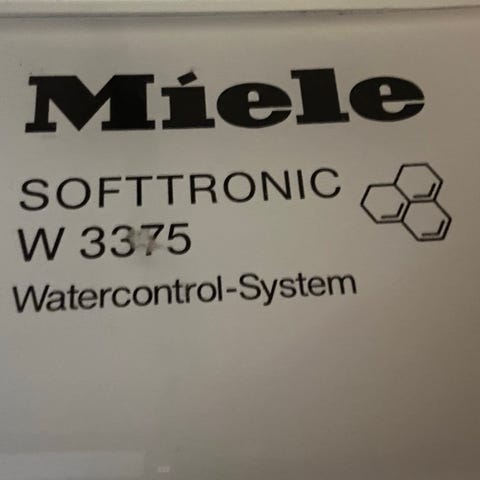 Miele
SOFTTRONIC
W 3375
Watercontrol-System